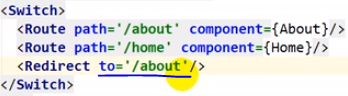 <Switch>
<Route path='/about' component={About}/>
<Route path='/home' component={Home}/>
<Redirect to='/about'/>
</Switch>